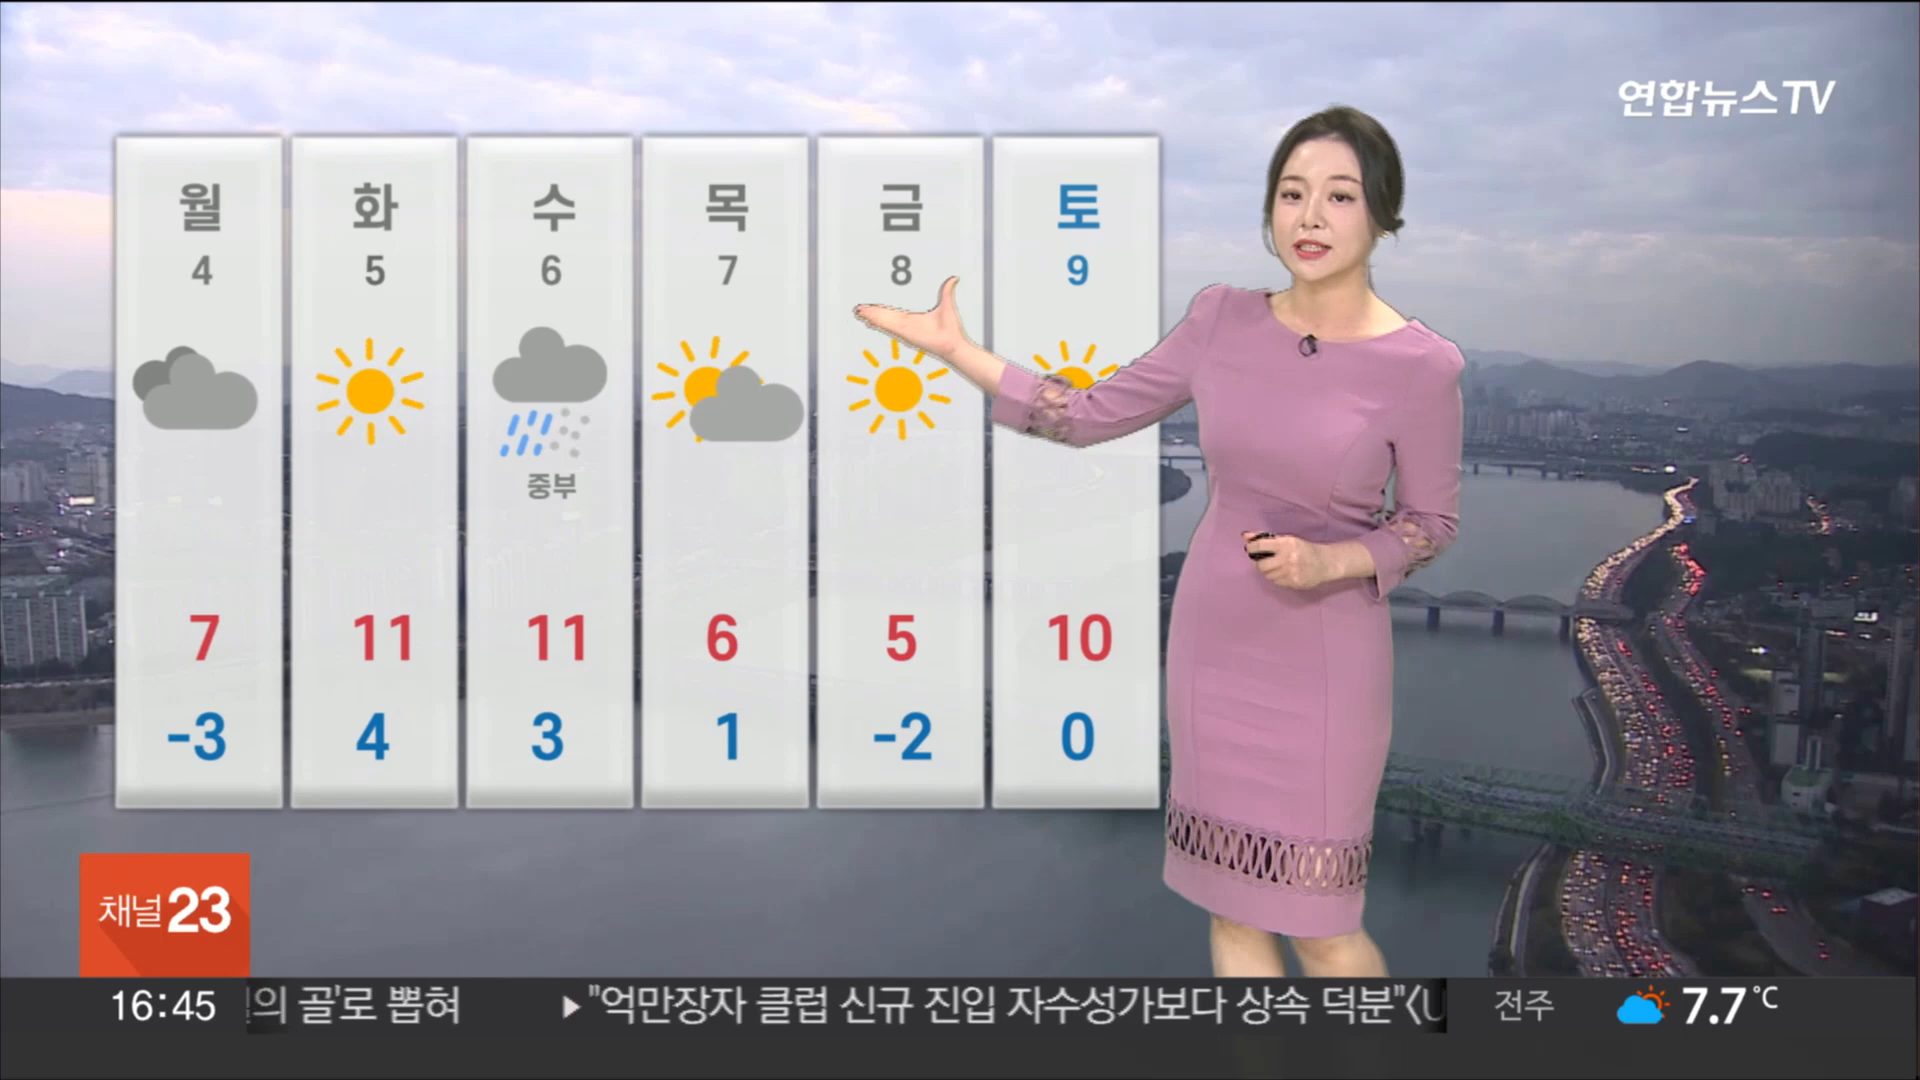 연합뉴스TV
월 화 수 목 금 토
4 5 6 7 8 9
중부
7 11 11 6 5 10
-3 4 3 1 -2 0
채널23
16:45 의 골'로 뽑혀 ▶"억만장자 클럽 신규 진입 자수성가보다 상속 덕분" 전주 7.7℃